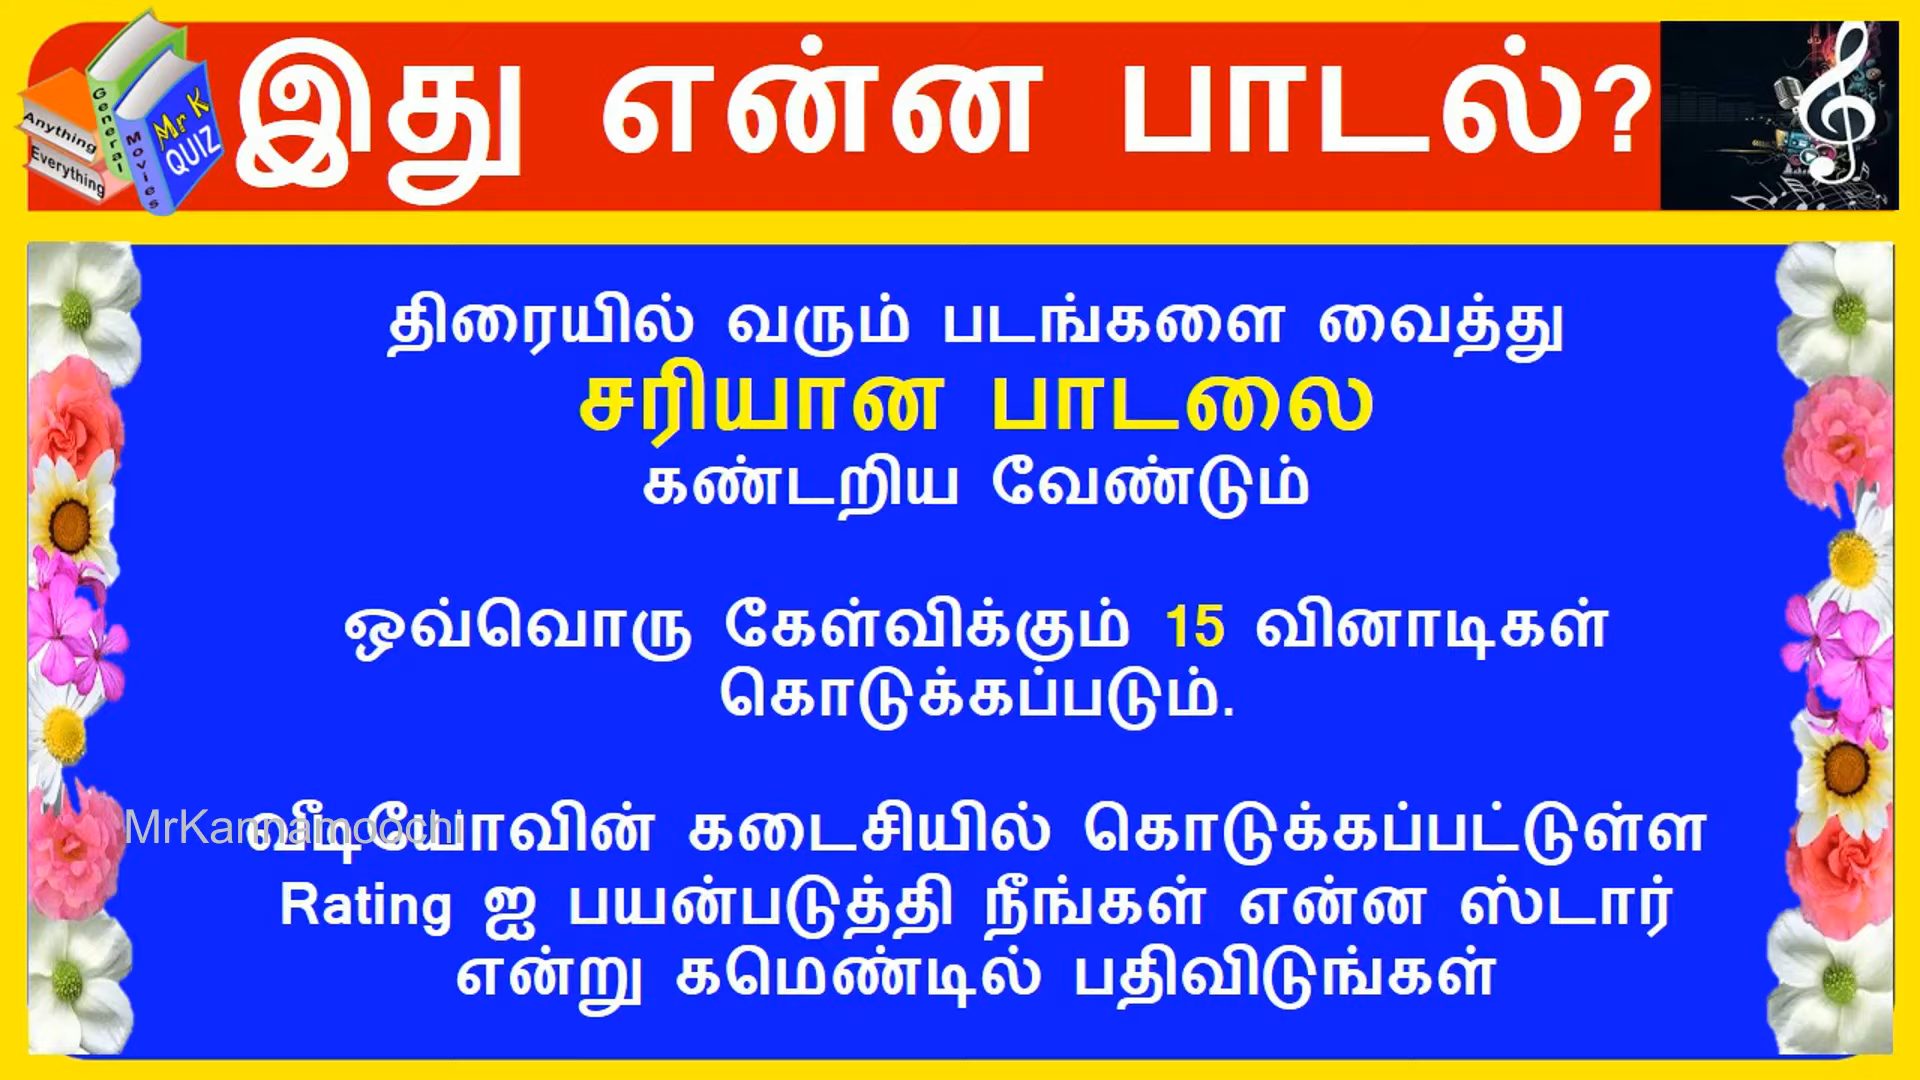 இது என்ன பாடல்?
Anything
Everything
General
Movies
Mr K
QUIZ
திரையில் வரும் படங்களை வைத்து
சரியான பாடலை
கண்டறிய வேண்டும்
ஒவ்வொரு கேள்விக்கும் 15 வினாடிகள்
கொடுக்கப்படும்.
வீடியோவின் கடைசியில் கொடுக்கப்பட்டுள்ள
MrKannamoochi
Rating ஐ பயன்படுத்தி நீங்கள் என்ன ஸ்டார்
என்று கமெண்டில் பதிவிடுங்கள்